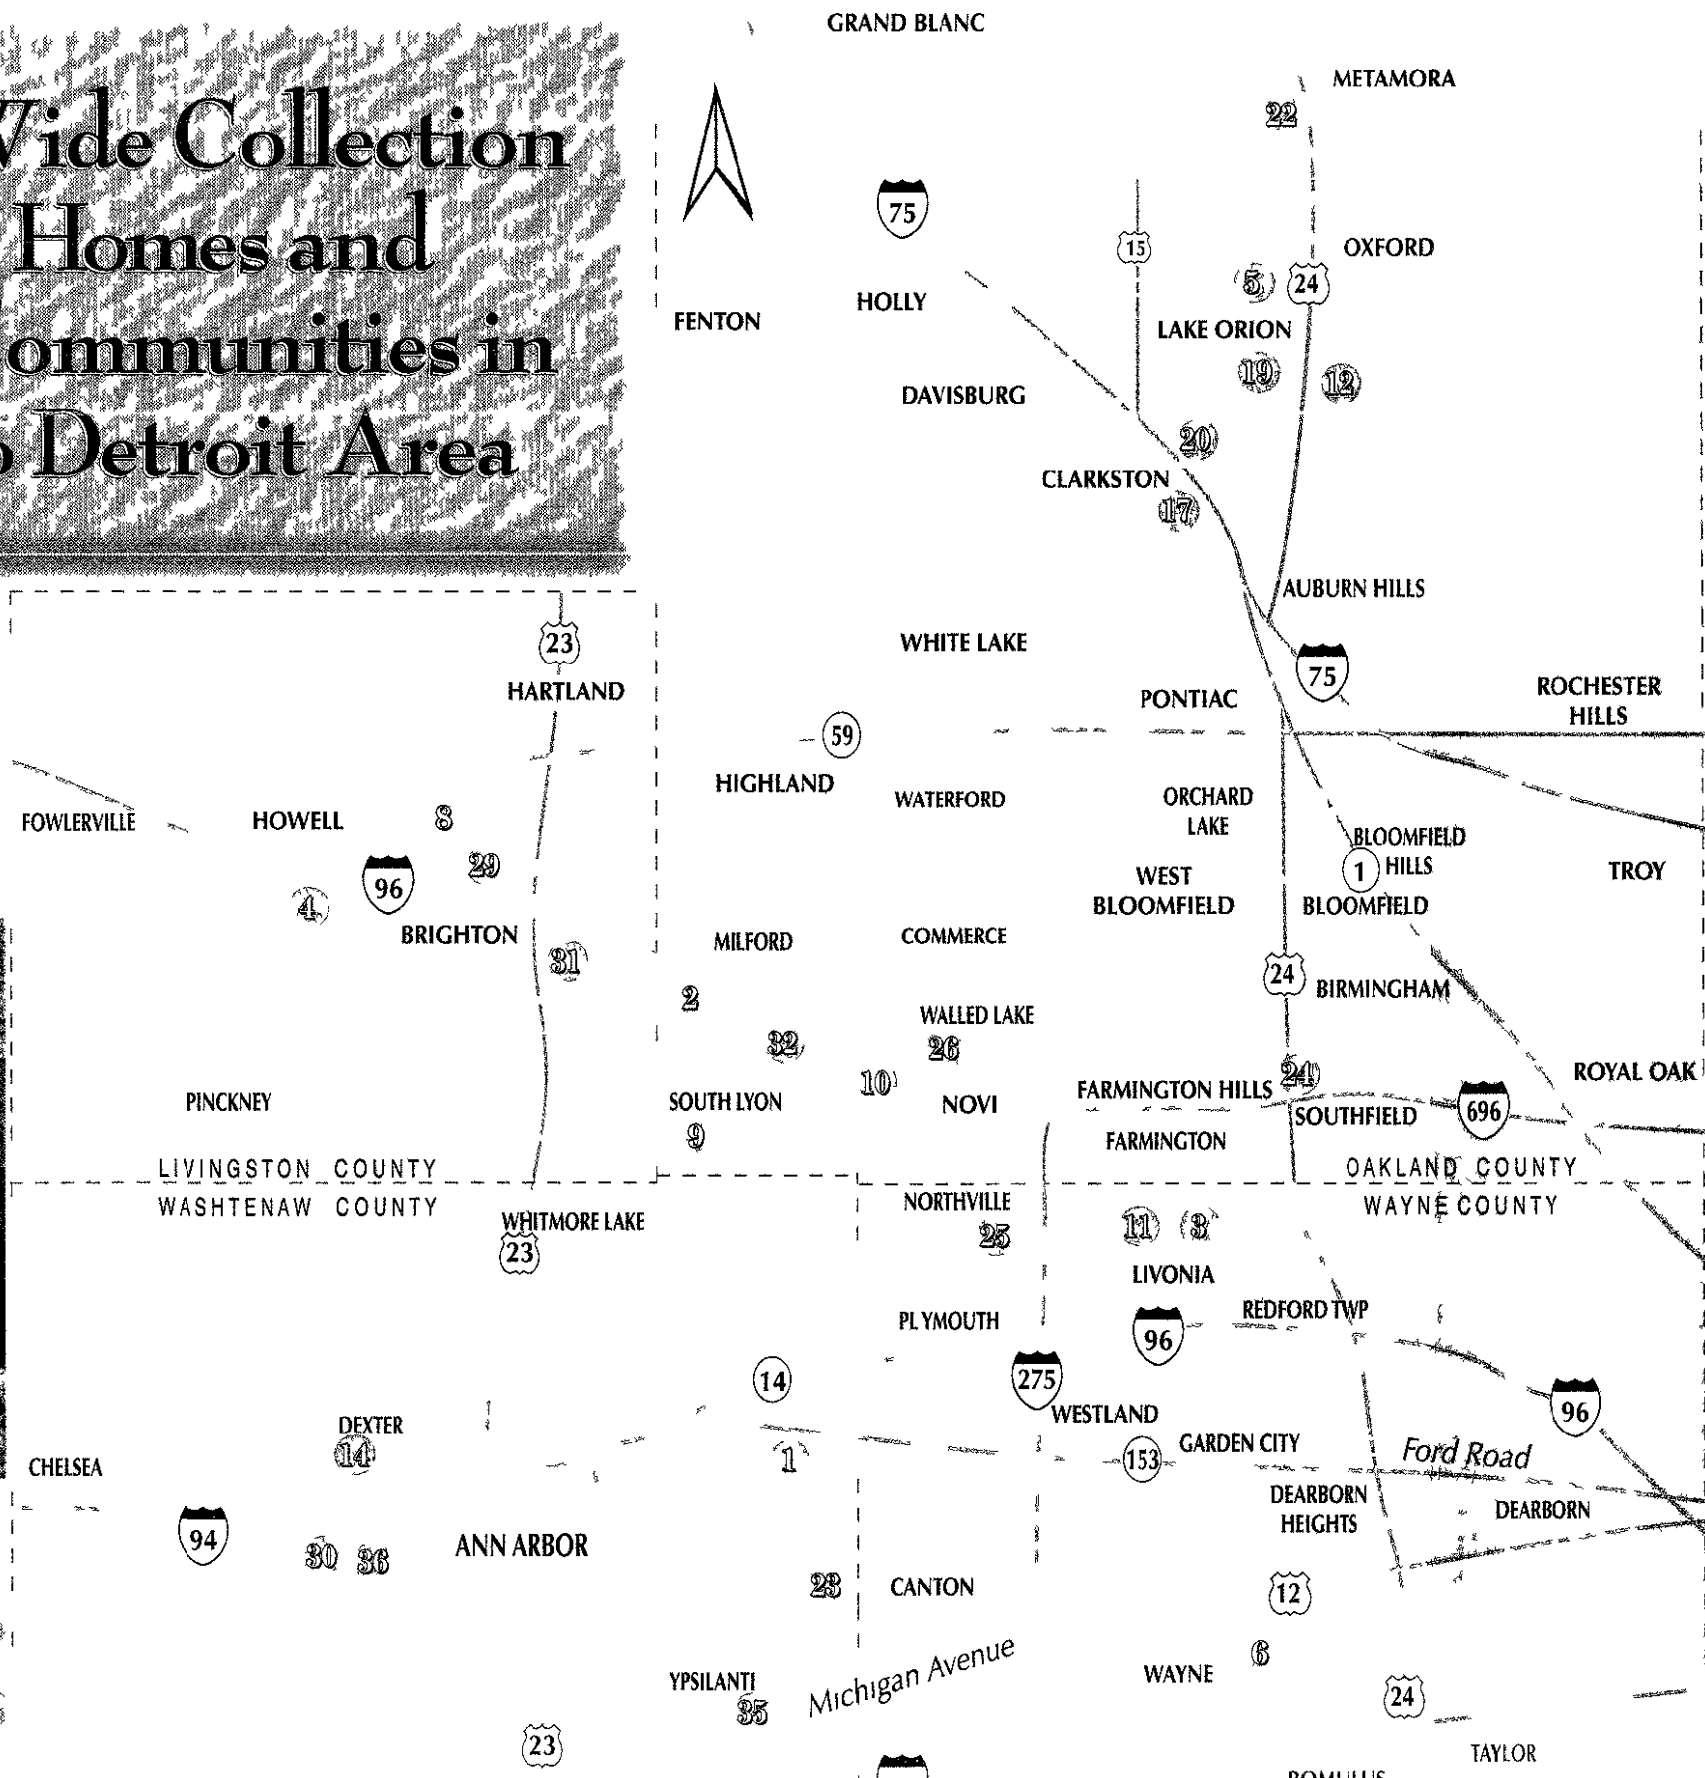 GRAND BLANC
METAMORA
22
Wide Collection
Homes and
ommunities in
Detroit Area
75
15
OXFORD
5
24
HOLLY
FENTON
LAKE ORION
19
12
DAVISBURG
20
CLARKSTON
17
AUBURN HILLS
23
WHITE LAKE
75
HARTLAND
PONTIAC
ROCHESTER
HILLS
59
HIGHLAND
WATERFORD
ORCHARD
LAKE
FOWLERVILLE
HOWELL
8
BLOOMFIELD
HILLS
1
29
96
TROY
WEST
BLOOMFIELD
4
BLOOMFIELD
BRIGHTON
MILFORD
COMMERCE
31
24
BIRMINGHAM
2
WALLED LAKE
32
26
24
ROYAL OAK
10
FARMINGTON HILLS
PINCKNEY
SOUTH LYON
NOVI
SOUTHFIELD
696
9
FARMINGTON
LIVINGSTON COUNTY
OAKLAND COUNTY
WASHTENAW COUNTY
WAYNE COUNTY
NORTHVILLE
WHITMORE LAKE
25
11
3
23
LIVONIA
REDFORD TWP
PLYMOUTH
96
14
275
96
WESTLAND
DEXTER
14
GARDEN CITY
Ford Road
1
153
CHELSEA
DEARBORN
HEIGHTS
DEARBORN
94
30
36
ANN ARBOR
23
CANTON
12
6
Michigan Avenue
WAYNE
YPSILANTI
35
24
23
TAYLOR
ROMULUS